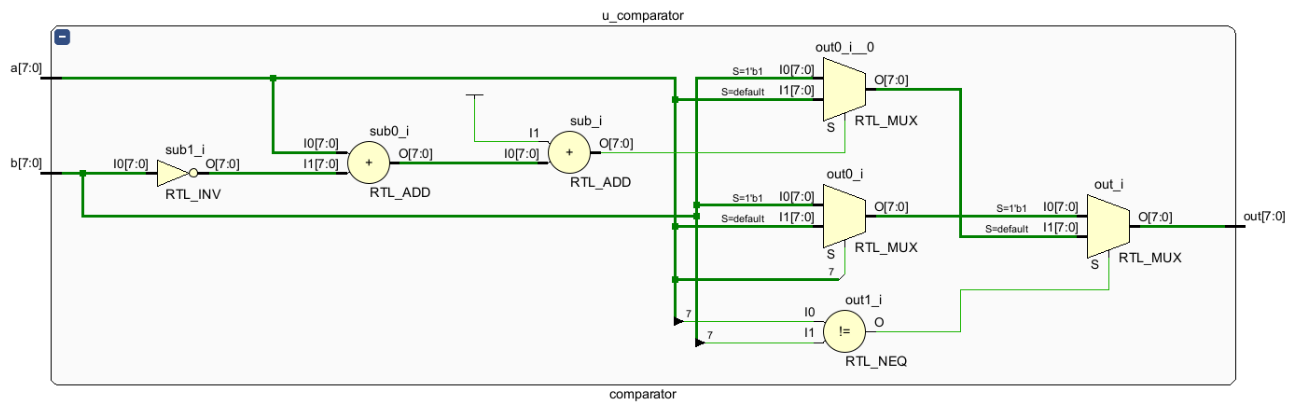 u_comparator
a[7:0]
b[7:0]
sub1_i
I0[7:0]
O[7:0]
RTL_INV
sub0_i
I0[7:0]
I1[7:0]
+
O[7:0]
RTL_ADD
sub_i
I1
I0[7:0]
+
O[7:0]
RTL_ADD
out0_i__0
S=1'b1
I0[7:0]
S=default
I1[7:0]
O[7:0]
S
RTL_MUX
out0_i
S=1'b1
I0[7:0]
S=default
I1[7:0]
O[7:0]
S
RTL_MUX
7
out1_i
7
I0
7
I1
!=
O
RTL_NEQ
out_i
S=1'b1
I0[7:0]
S=default
I1[7:0]
O[7:0]
S
RTL_MUX
out[7:0]
comparator